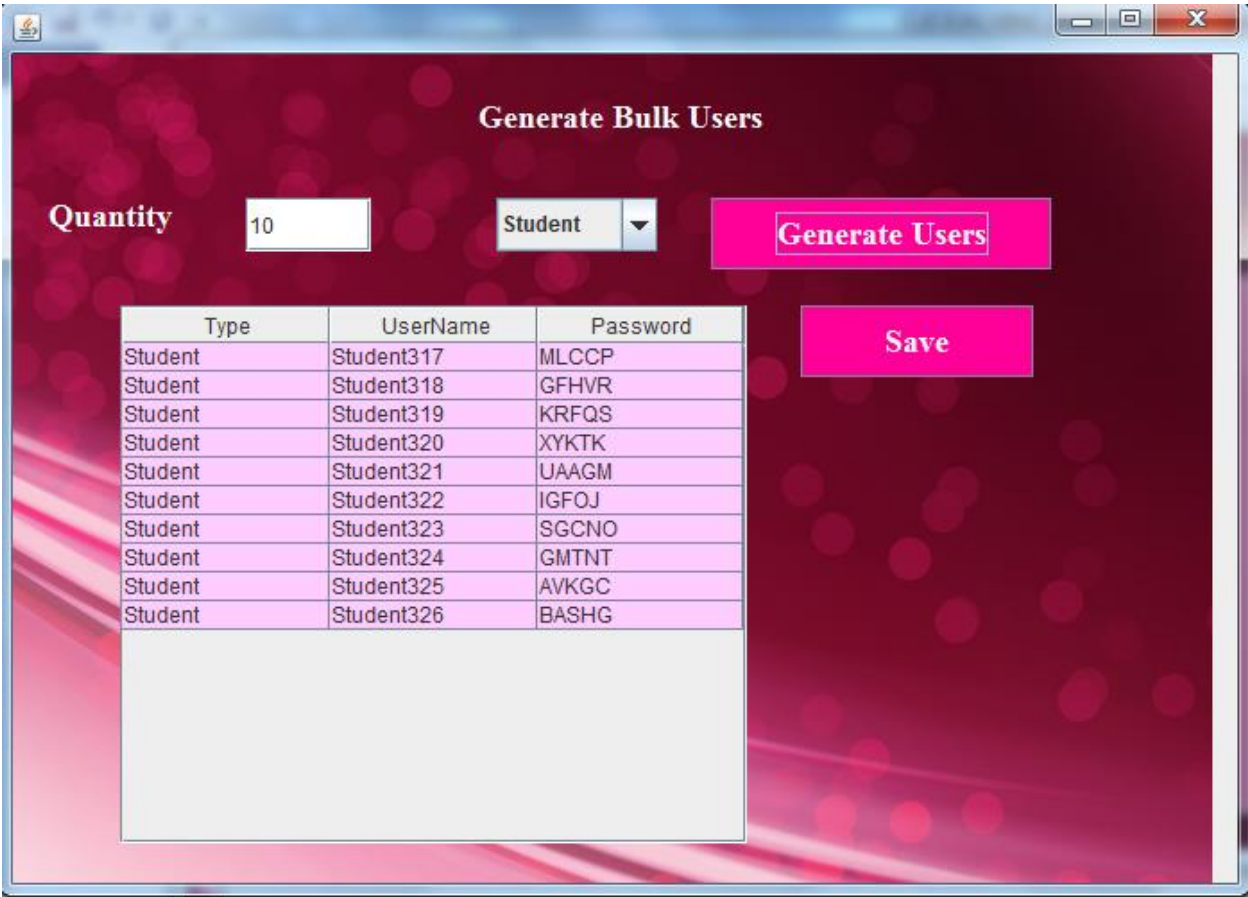 Generate Bulk Users
Quantity 10 Student Generate Users
Save
Type UserName Password
Student Student317 MLCCP
Student Student318 GFHVR
Student Student319 KRFQS
Student Student320 XYKTK
Student Student321 UAAGM
Student Student322 IGFOJ
Student Student323 SGCNO
Student Student324 GMTNT
Student Student325 AVKGC
Student Student326 BASHG